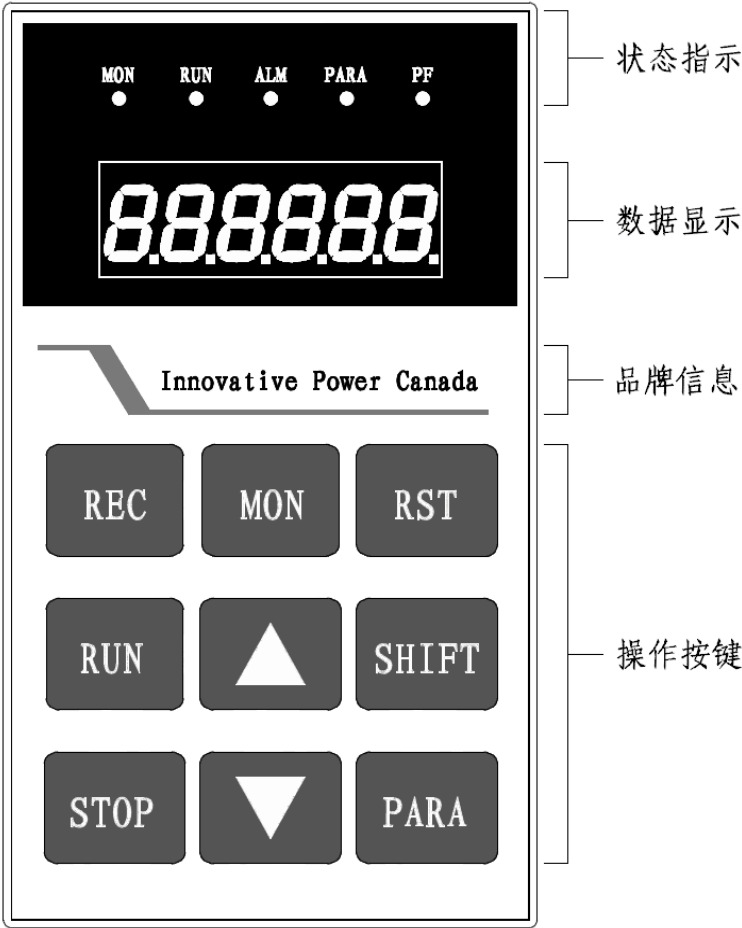 MON RUN ALM PARA PF
状态指示
8.8.8.8.8.8.
数据显示
Innovative Power Canada
品牌信息
REC MON RST
RUN SHIFT
操作按键
STOP PARA